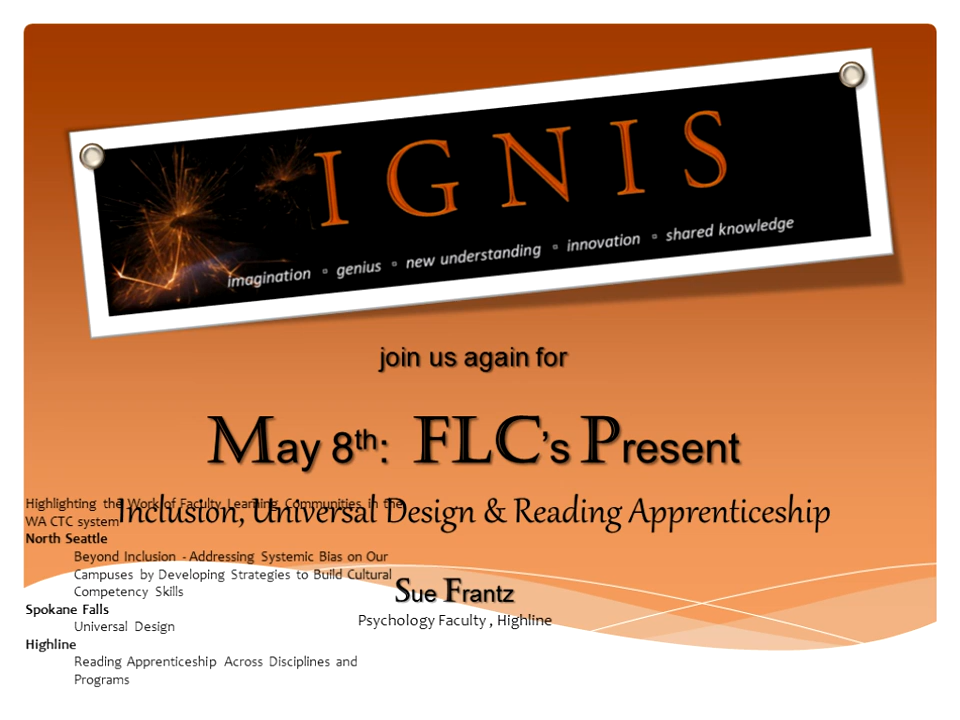 IGNIS
imagination ▫ genius ▫ new understanding ▫ innovation ▫ shared knowledge
join us again for
May 8th: FLC's Present
Inclusion, Universal Design & Reading Apprenticeship
Highlighting the Work of Faculty Learning Communities in the
WA CTC system
North Seattle
Beyond Inclusion - Addressing Systemic Bias on Our
Campuses by Developing Strategies to Build Cultural
Competency Skills
Spokane Falls
Universal Design
Highline
Reading Apprenticeship Across Disciplines and
Programs
Sue Frantz
Psychology Faculty , Highline